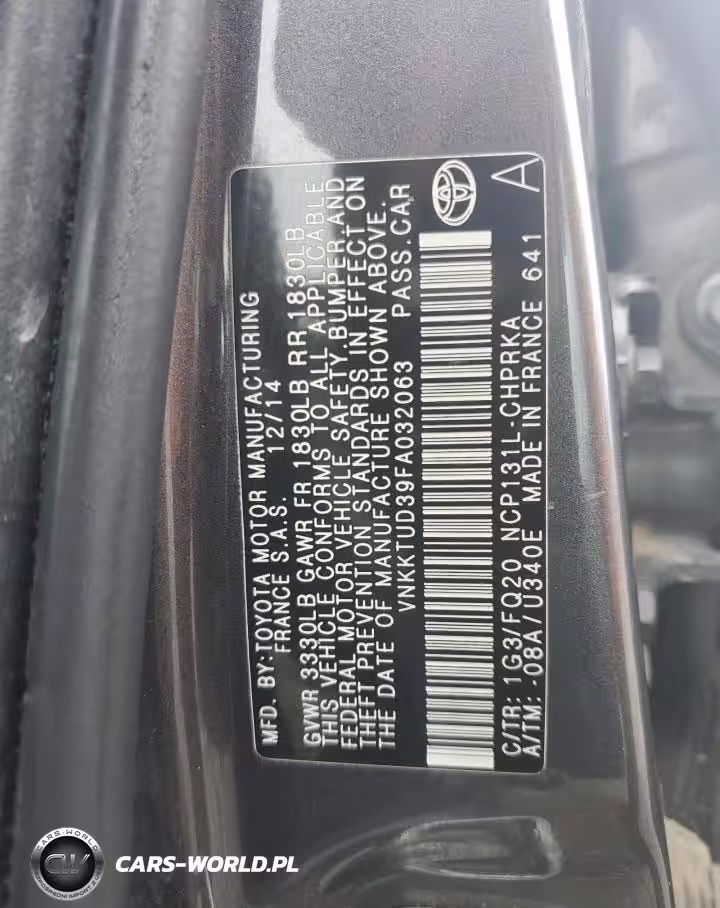 MFD. BY: TOYOTA MOTOR MANUFACTURING
FRANCE S.A.S. 12/14
GVWR 3330LB GAWR FR 1830LB RR 1830LB
THIS VEHICLE CONFORMS TO ALL APPLICABLE
FEDERAL MOTOR VEHICLE SAFETY, BUMPER, AND
THEFT PREVENTION STANDARDS IN EFFECT ON
THE DATE OF MANUFACTURE SHOWN ABOVE.
VNKKTUD39FA032063 PASS.CAR
C/TR: 1G3/FQ20 NCP131L-CHPRKA
A/TM: -08A/U340E MADE IN FRANCE 641
A
CARS-WORLD
CW
CARS-WORLD.PL